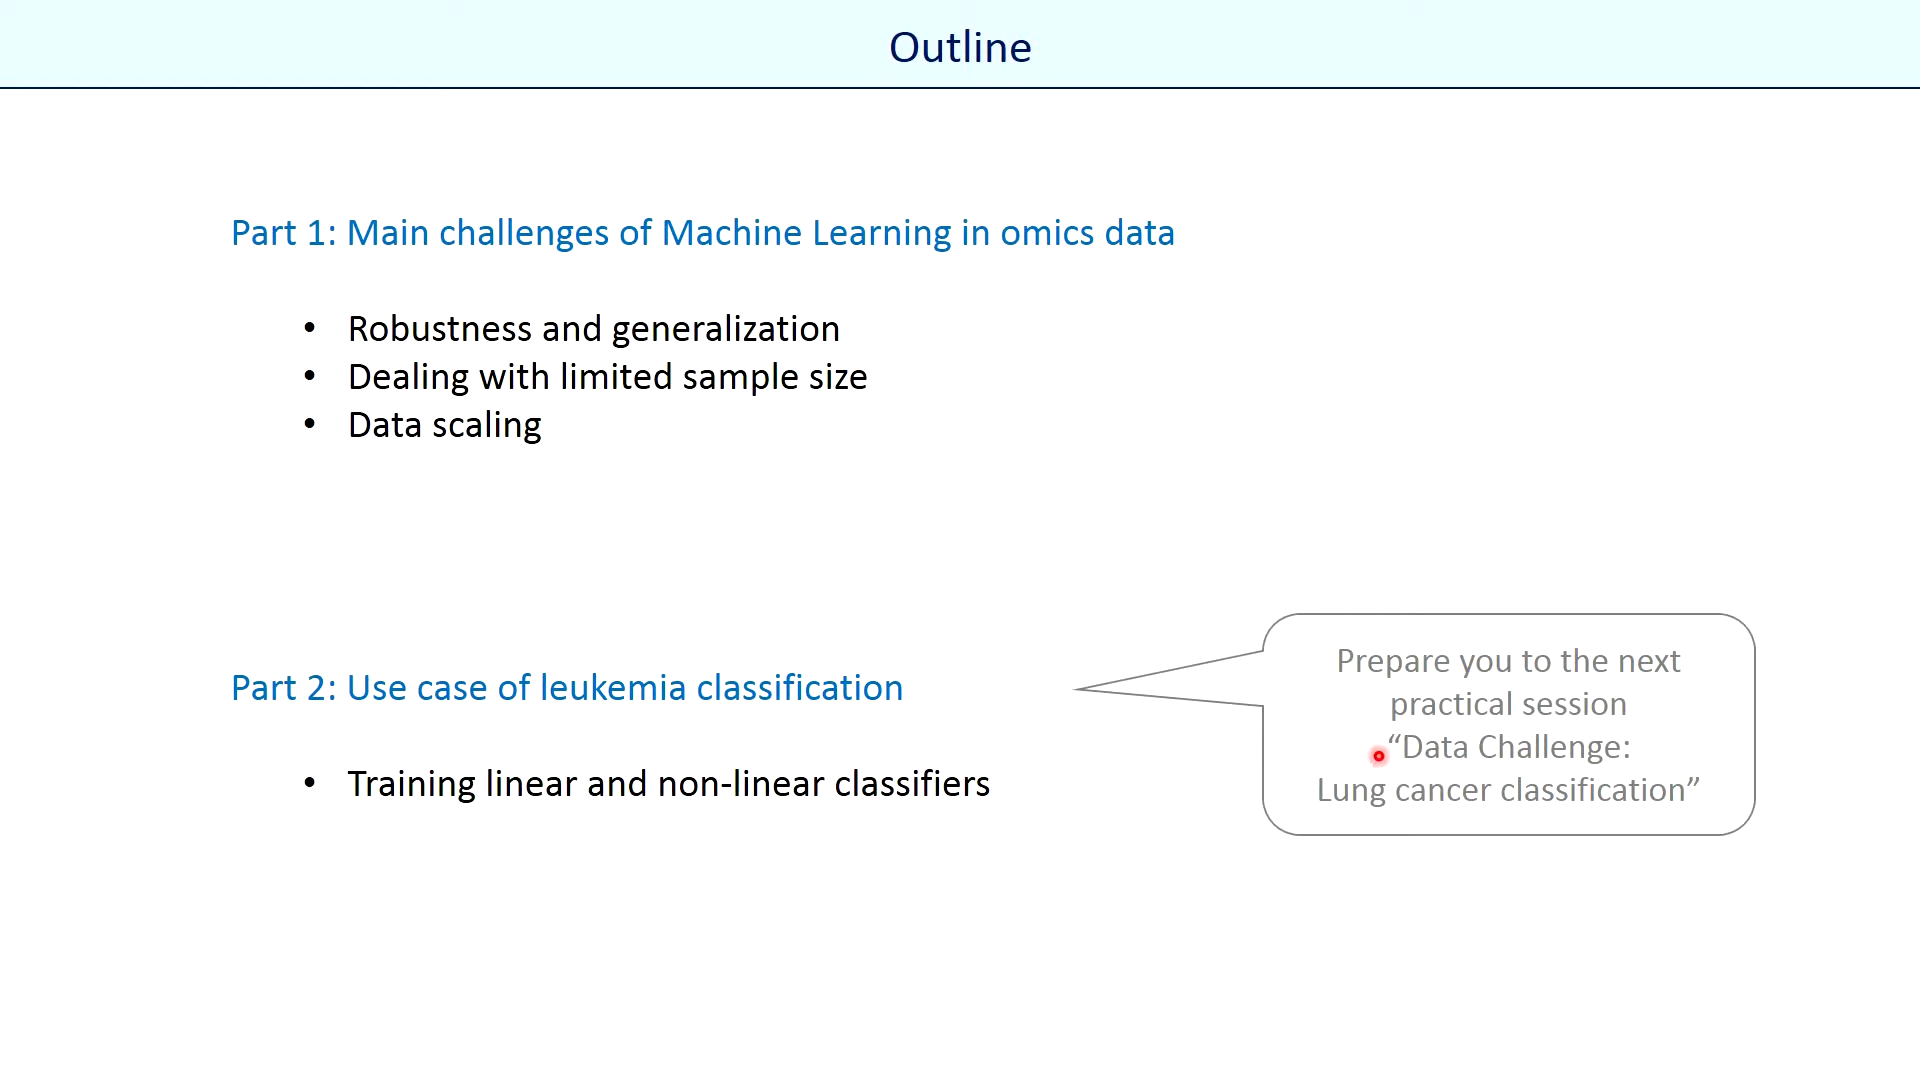 Outline
Part 1: Main challenges of Machine Learning in omics data
• Robustness and generalization
• Dealing with limited sample size
• Data scaling
Part 2: Use case of leukemia classification
• Training linear and non-linear classifiers
Prepare you to the next
practical session
“Data Challenge:
Lung cancer classification”